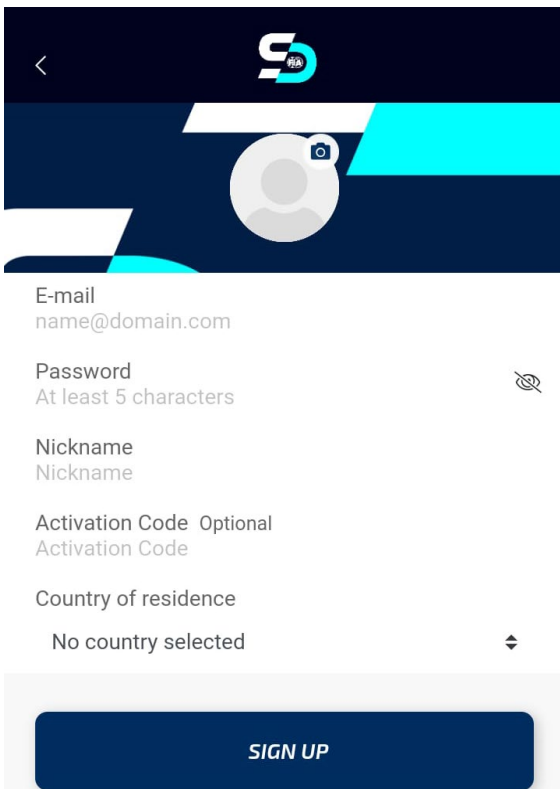 FIA
E-mail
name@domain.com
Password
At least 5 characters
Nickname
Nickname
Activation Code Optional
Activation Code
Country of residence
No country selected
SIGN UP